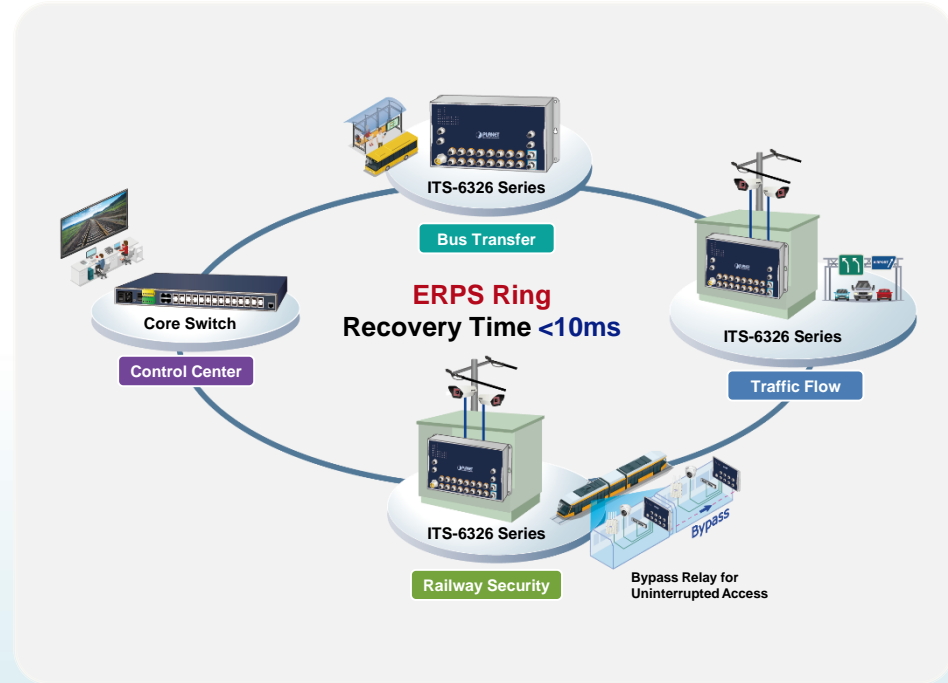 PLANET
ITS-6326 Series
Bus Transfer
Core Switch
Control Center
ERPS Ring
Recovery Time <10ms
ITS-6326 Series
Traffic Flow
ITS-6326 Series
Railway Security
Bypass
Bypass Relay for
Uninterrupted Access